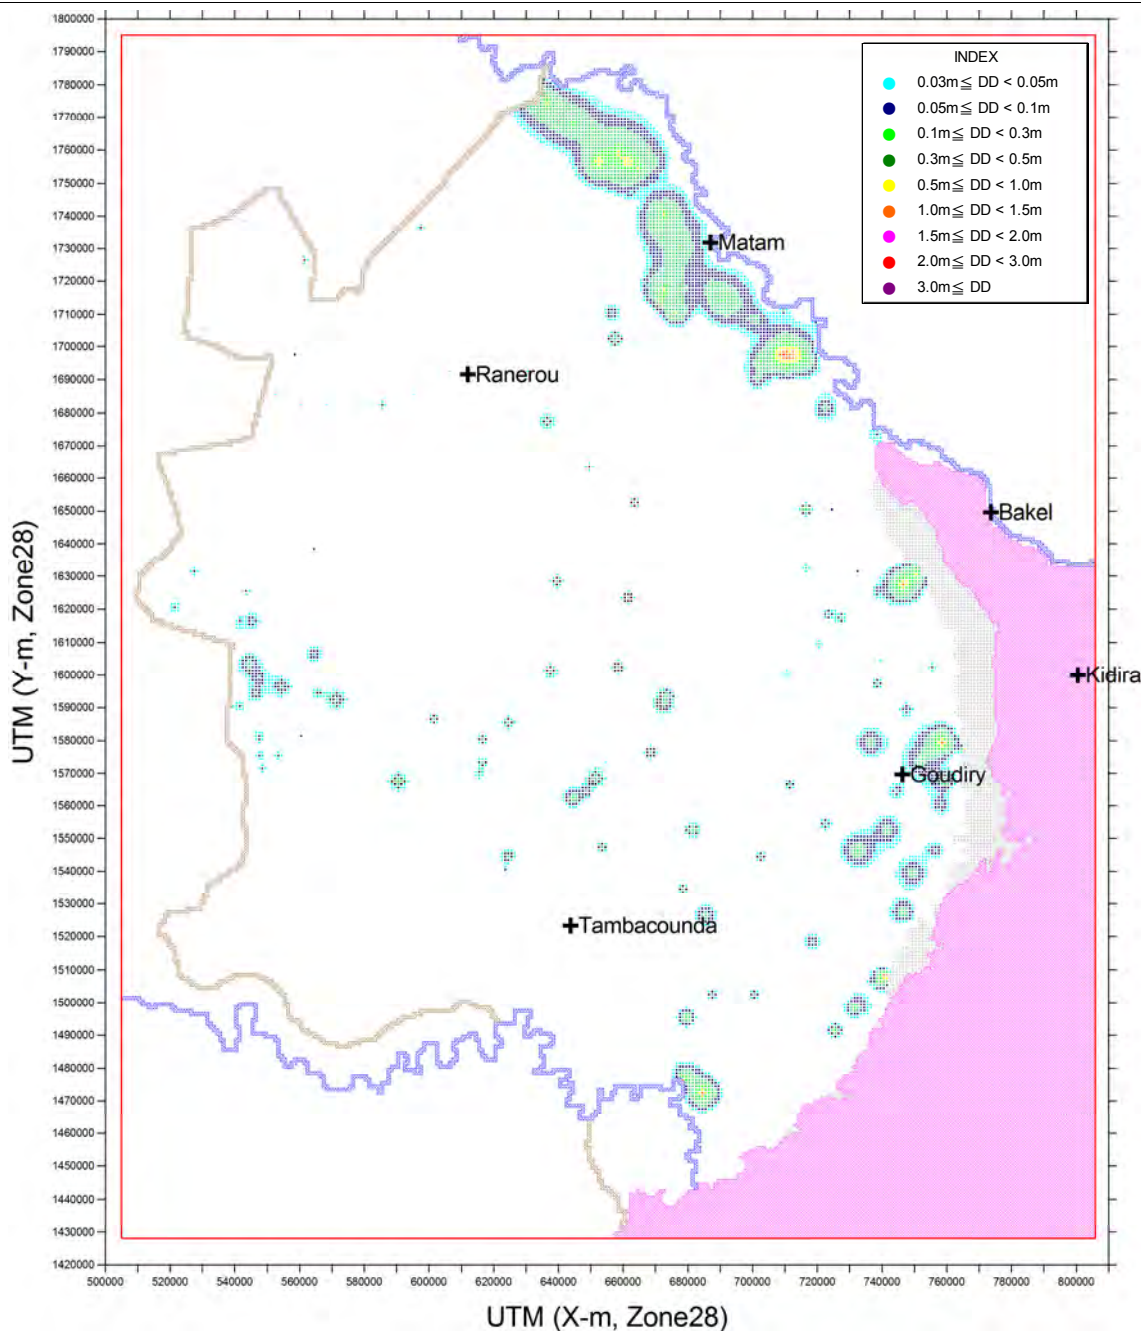 1800000
1790000
1780000
1770000
1760000
1750000
1740000
1730000
1720000
1710000
1700000
1690000
1680000
1670000
1660000
1650000
1640000
1630000
1620000
1610000
1600000
1590000
1580000
1570000
1560000
1550000
1540000
1530000
1520000
1510000
1500000
1490000
1480000
1470000
1460000
1450000
1440000
1430000
1420000
UTM (Y-m, Zone28)
INDEX
0.03m≦ DD < 0.05m
0.05m≦ DD < 0.1m
0.1m≦ DD < 0.3m
0.3m≦ DD < 0.5m
0.5m≦ DD < 1.0m
1.0m≦ DD < 1.5m
1.5m≦ DD < 2.0m
2.0m≦ DD < 3.0m
3.0m≦ DD
Matam
Ranerou
Bakel
Kidira
Goudiry
Tambacounda
500000 520000 540000 560000 580000 600000 620000 640000 660000 680000 700000 720000 740000 760000 780000 800000
UTM (X-m, Zone28)